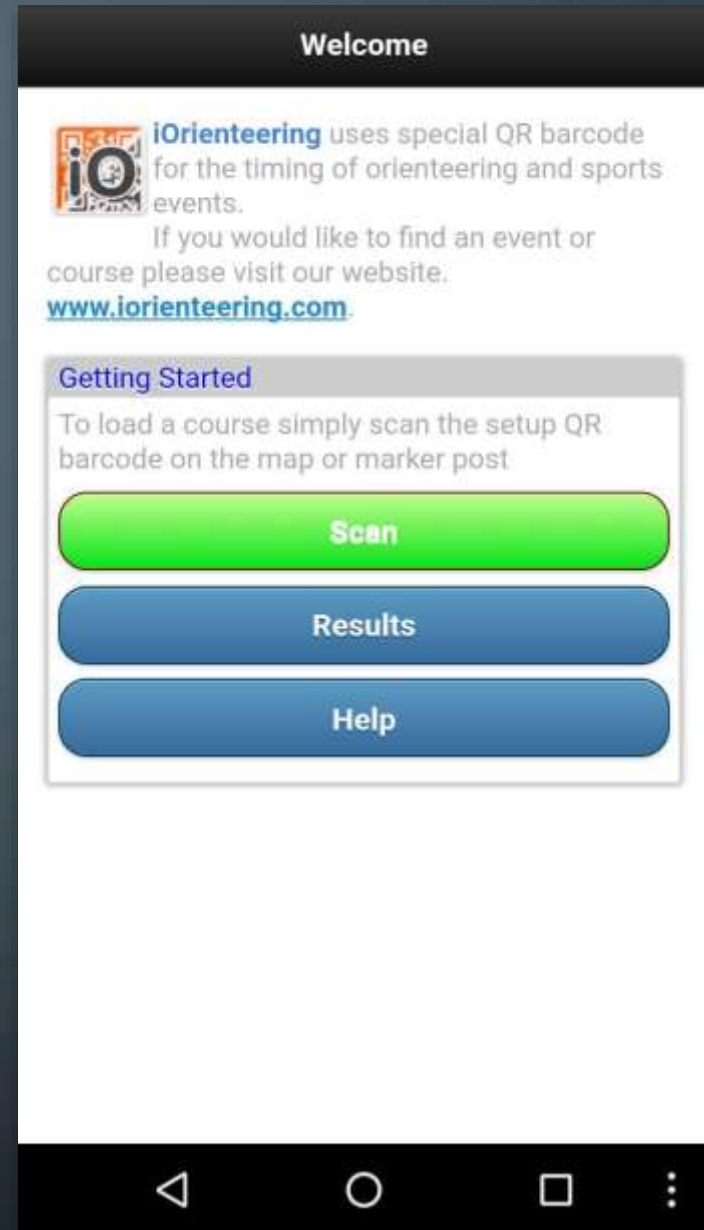 Welcome
iO
iOrienteering uses special QR barcode
for the timing of orienteering and sports
events.
If you would like to find an event or
course please visit our website.
www.iorienteering.com.
Getting Started
To load a course simply scan the setup QR
barcode on the map or marker post
Scan
Results
Help